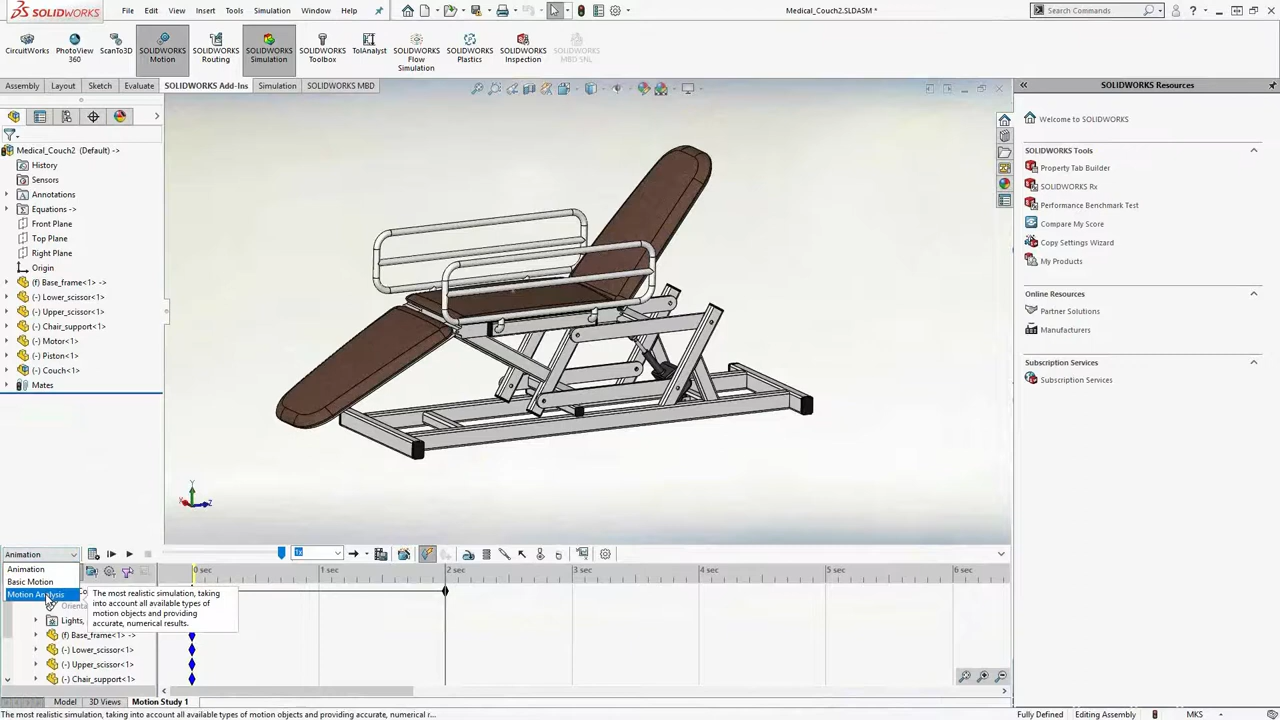 SOLIDWORKS
File Edit View Insert Tools Simulation Window Help
Medical_Couch2.SLDASM *
Search Commands
CircuitWorks
PhotoView 360
ScanTo3D
SOLIDWORKS Motion
SOLIDWORKS Routing
SOLIDWORKS Simulation
SOLIDWORKS Toolbox
TolAnalyst
SOLIDWORKS Flow Simulation
SOLIDWORKS Plastics
SOLIDWORKS Inspection
SOLIDWORKS MBD SNL
Assembly Layout Sketch Evaluate SOLIDWORKS Add-Ins Simulation SOLIDWORKS MBD
Medical_Couch2 (Default) ->
History
Sensors
Annotations
Equations ->
Front Plane
Top Plane
Right Plane
Origin
(f) Base_frame<1> ->
(-) Lower_scissor<1>
(-) Upper_scissor<1>
(-) Chair_support<1>
(-) Motor<1>
(-) Piston<1>
(-) Couch<1>
Mates
Y
Z
SOLIDWORKS Resources
Welcome to SOLIDWORKS
SOLIDWORKS Tools
Property Tab Builder
SOLIDWORKS Rx
Performance Benchmark Test
Compare My Score
Copy Settings Wizard
My Products
Online Resources
Partner Solutions
Manufacturers
Subscription Services
Subscription Services
Animation
1x
Animation
Basic Motion
Motion Analysis
The most realistic simulation, taking
into account all available types of
motion objects and providing
accurate, numerical results.
0 sec 1 sec 2 sec 3 sec 4 sec 5 sec 6 sec
Orienta
Lights,
(f) Base_frame<1> ->
(-) Lower_scissor<1>
(-) Upper_scissor<1>
(-) Chair_support<1>
Model 3D Views Motion Study 1
The most realistic simulation, taking into account all available types of motion objects and providing accurate, numerical r...
Fully Defined Editing Assembly MKS